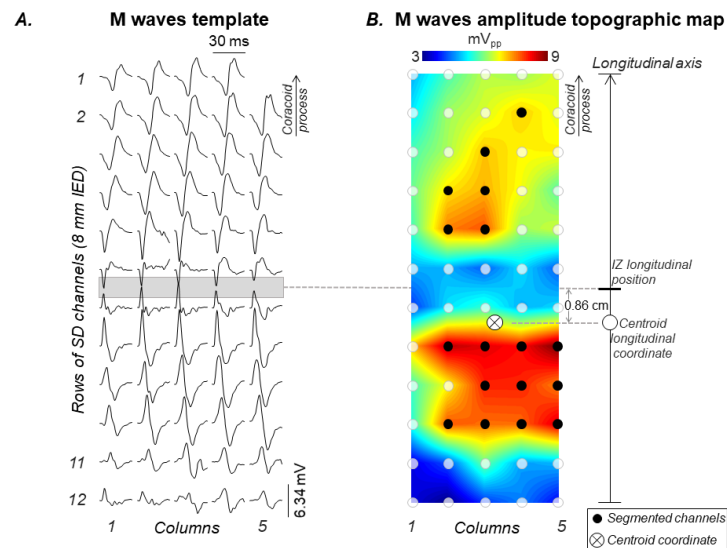 A. M waves template
30 ms
1
2
11
12
Coracoid
process
Rows of SD channels (8 mm IED)
6.34 mV
1 Columns 5
B. M waves amplitude topographic map
mVpp
3 9
Longitudinal axis
Coracoid
process
IZ longitudinal
position
0.86 cm
Centroid
longitudinal
coordinate
1 Columns 5
Segmented channels
Centroid coordinate